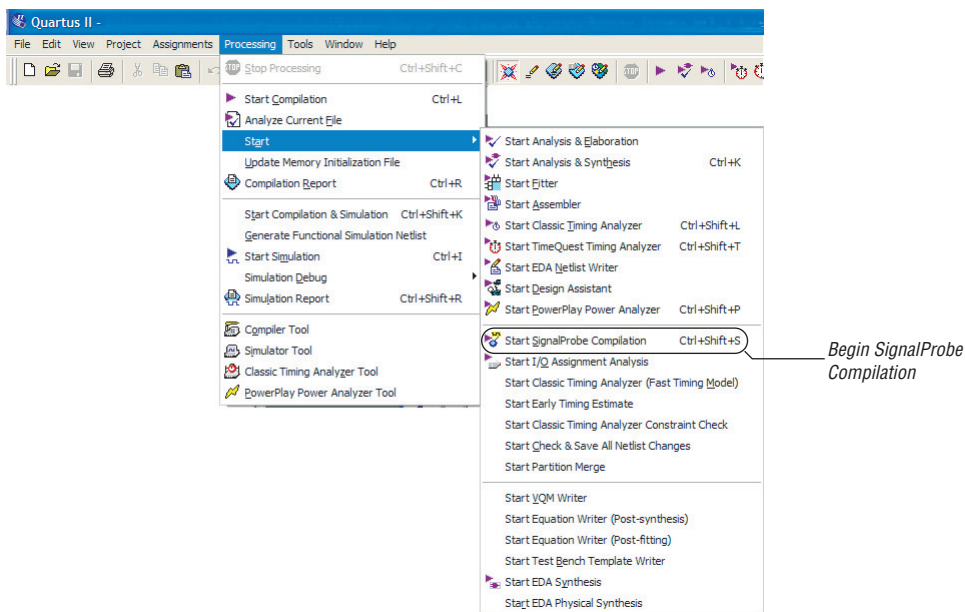 Quartus II -
File Edit View Project Assignments Processing Tools Window Help
Stop Processing Ctrl+Shift+C
Start Compilation Ctrl+L
Analyze Current File
Start
Update Memory Initialization File
Compilation Report Ctrl+R
Start Compilation & Simulation Ctrl+Shift+K
Generate Functional Simulation Netlist
Start Simulation Ctrl+I
Simulation Debug
Simulation Report Ctrl+Shift+R
Compiler Tool
Simulator Tool
Classic Timing Analyzer Tool
PowerPlay Power Analyzer Tool
Start Analysis & Elaboration
Start Analysis & Synthesis Ctrl+K
Start Fitter
Start Assembler
Start Classic Timing Analyzer Ctrl+Shift+L
Start TimeQuest Timing Analyzer Ctrl+Shift+T
Start EDA Netlist Writer
Start Design Assistant
Start PowerPlay Power Analyzer Ctrl+Shift+P
Start SignalProbe Compilation Ctrl+Shift+S
Start I/O Assignment Analysis
Start Classic Timing Analyzer (Fast Timing Model)
Start Early Timing Estimate
Start Classic Timing Analyzer Constraint Check
Start Check & Save All Netlist Changes
Start Partition Merge
Start VQM Writer
Start Equation Writer (Post-synthesis)
Start Equation Writer (Post-fitting)
Start Test Bench Template Writer
Start EDA Synthesis
Start EDA Physical Synthesis
Begin SignalProbe
Compilation